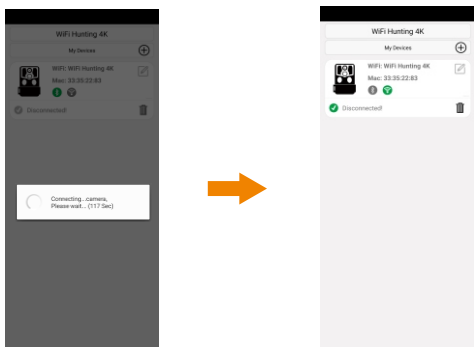 WiFi Hunting 4K
My Devices
WiFi: WiFi Hunting 4K
Mac: 33:35:22:83
Disconnected!
Connecting...camera,
Please wait... (117 Sec)
WiFi Hunting 4K
My Devices
WiFi: WiFi Hunting 4K
Mac: 33:35:22:83
Disconnected!